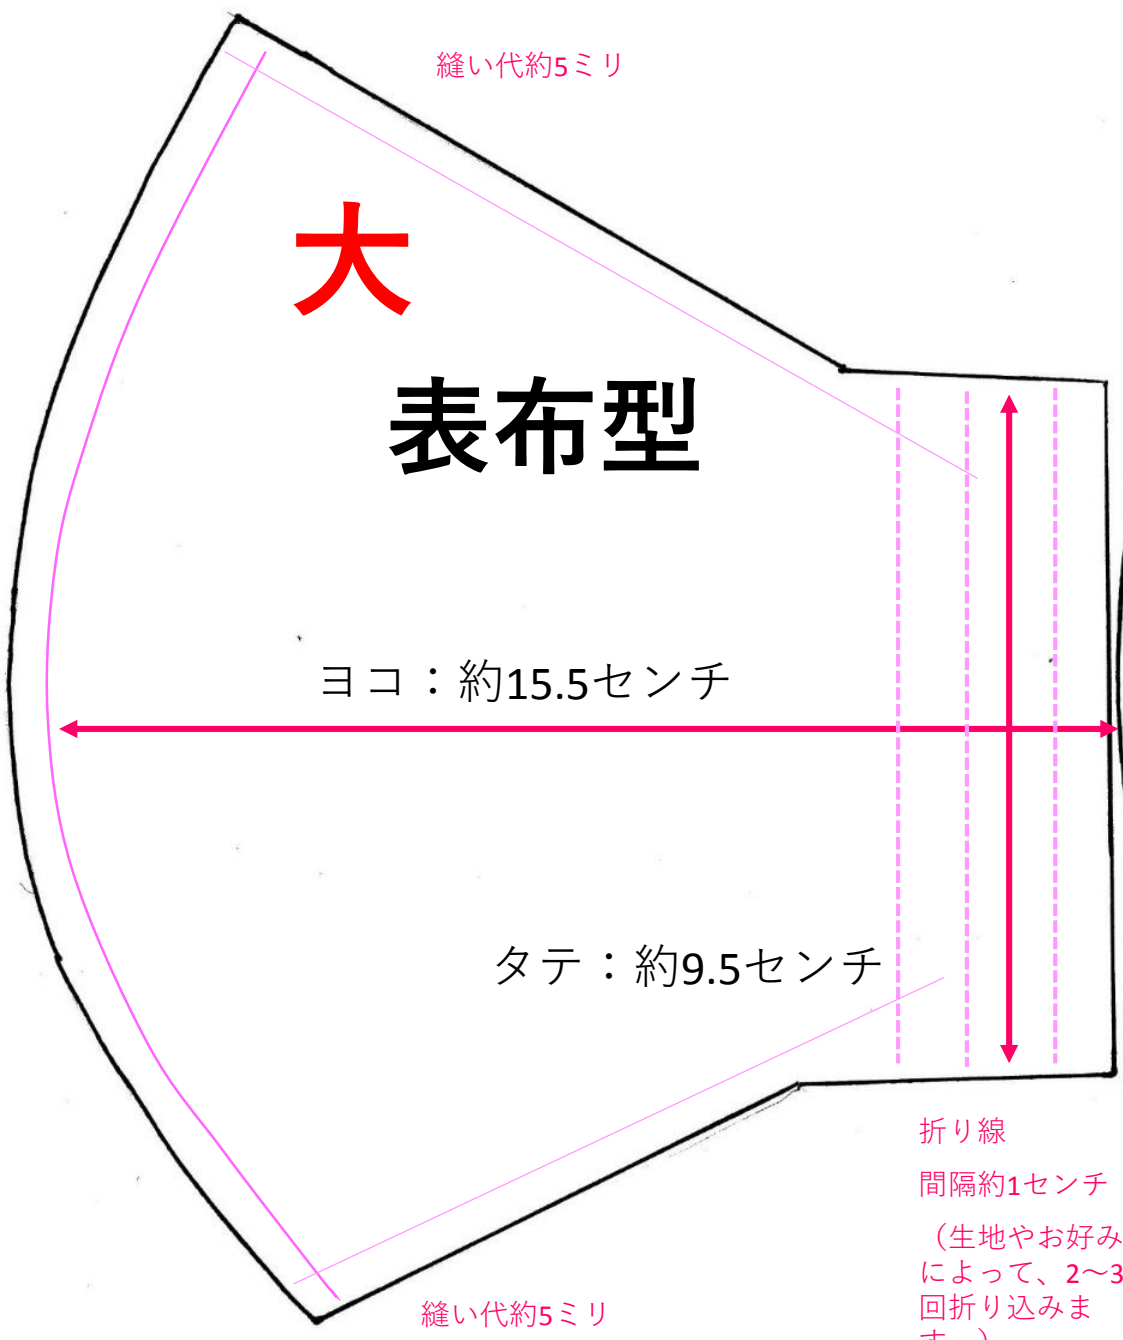 縫い代約5ミリ
大
表布型
ヨコ：約15.5センチ
タテ：約9.5センチ
折り線
間隔約1センチ
（生地やお好み
によって、2～3
回折り込みま
す。）
縫い代約5ミリ